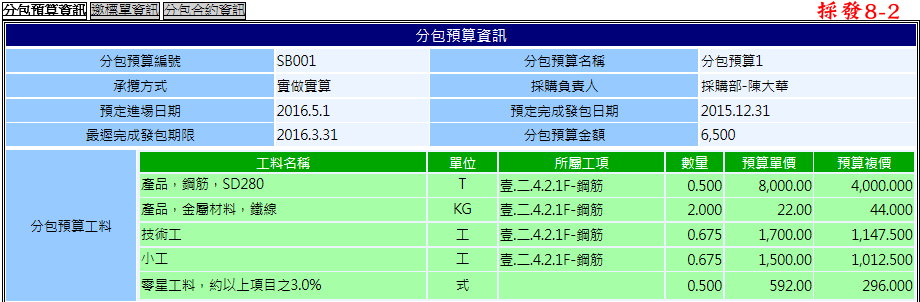 分包預算資訊 邀標單資訊 分包合約資訊 採發8-2
分包預算資訊
分包預算編號 SB001 分包預算名稱 分包預算1
承攬方式 實做實算 採購負責人 採購部-陳大華
預定進場日期 2016.5.1 預定完成發包日期 2015.12.31
最遲完成發包期限 2016.3.31 分包預算金額 6,500
分包預算工料
工料名稱 單位 所屬工項 數量 預算單價 預算複價
產品，鋼筋，SD280 T 壹.二.4.2.1F-鋼筋 0.500 8,000.00 4,000.000
產品，金屬材料，鐵線 KG 壹.二.4.2.1F-鋼筋 2.000 22.00 44.000
技術工 工 壹.二.4.2.1F-鋼筋 0.675 1,700.00 1,147.500
小工 工 壹.二.4.2.1F-鋼筋 0.675 1,500.00 1,012.500
零星工料，約以上項目之3.0% 式 0.500 592.00 296.000